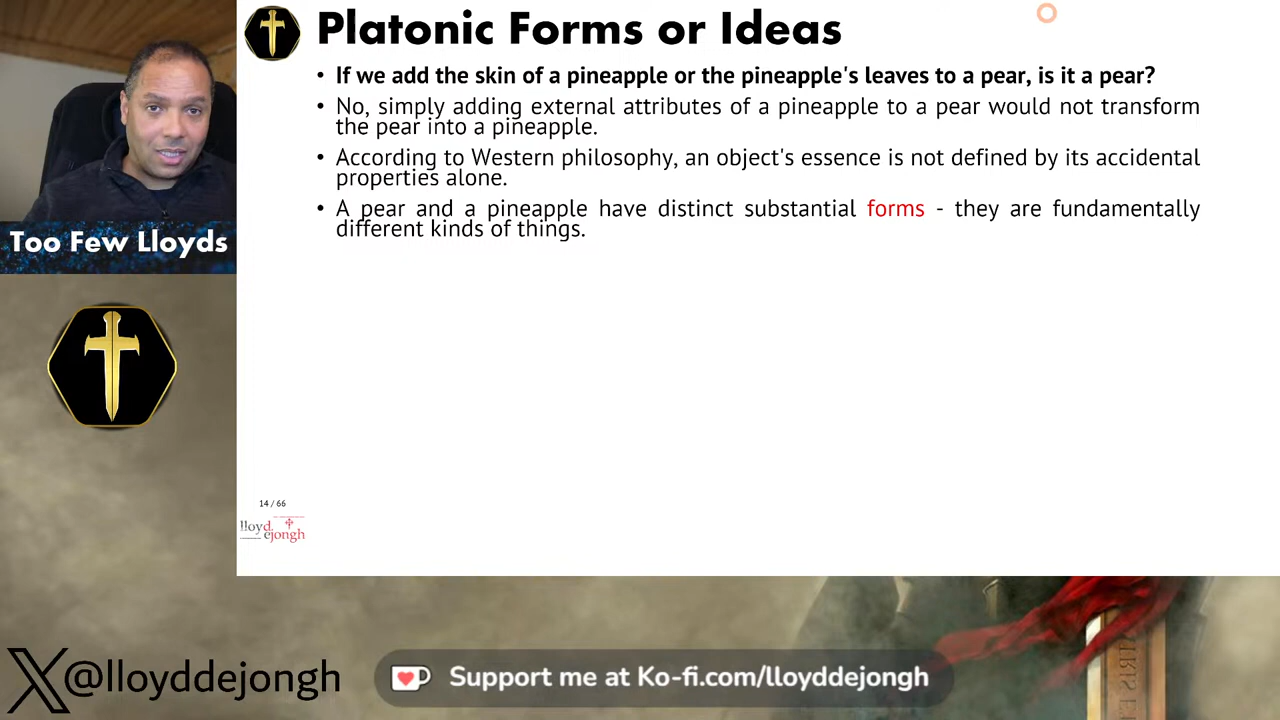 Platonic Forms or Ideas
• If we add the skin of a pineapple or the pineapple's leaves to a pear, is it a pear?
• No, simply adding external attributes of a pineapple to a pear would not transform
the pear into a pineapple.
• According to Western philosophy, an object's essence is not defined by its accidental
properties alone.
• A pear and a pineapple have distinct substantial forms - they are fundamentally
different kinds of things.
Too Few Lloyds
14 / 66
lloyd
ejongh
X@lloyddejongh
Support me at Ko-fi.com/lloyddejongh